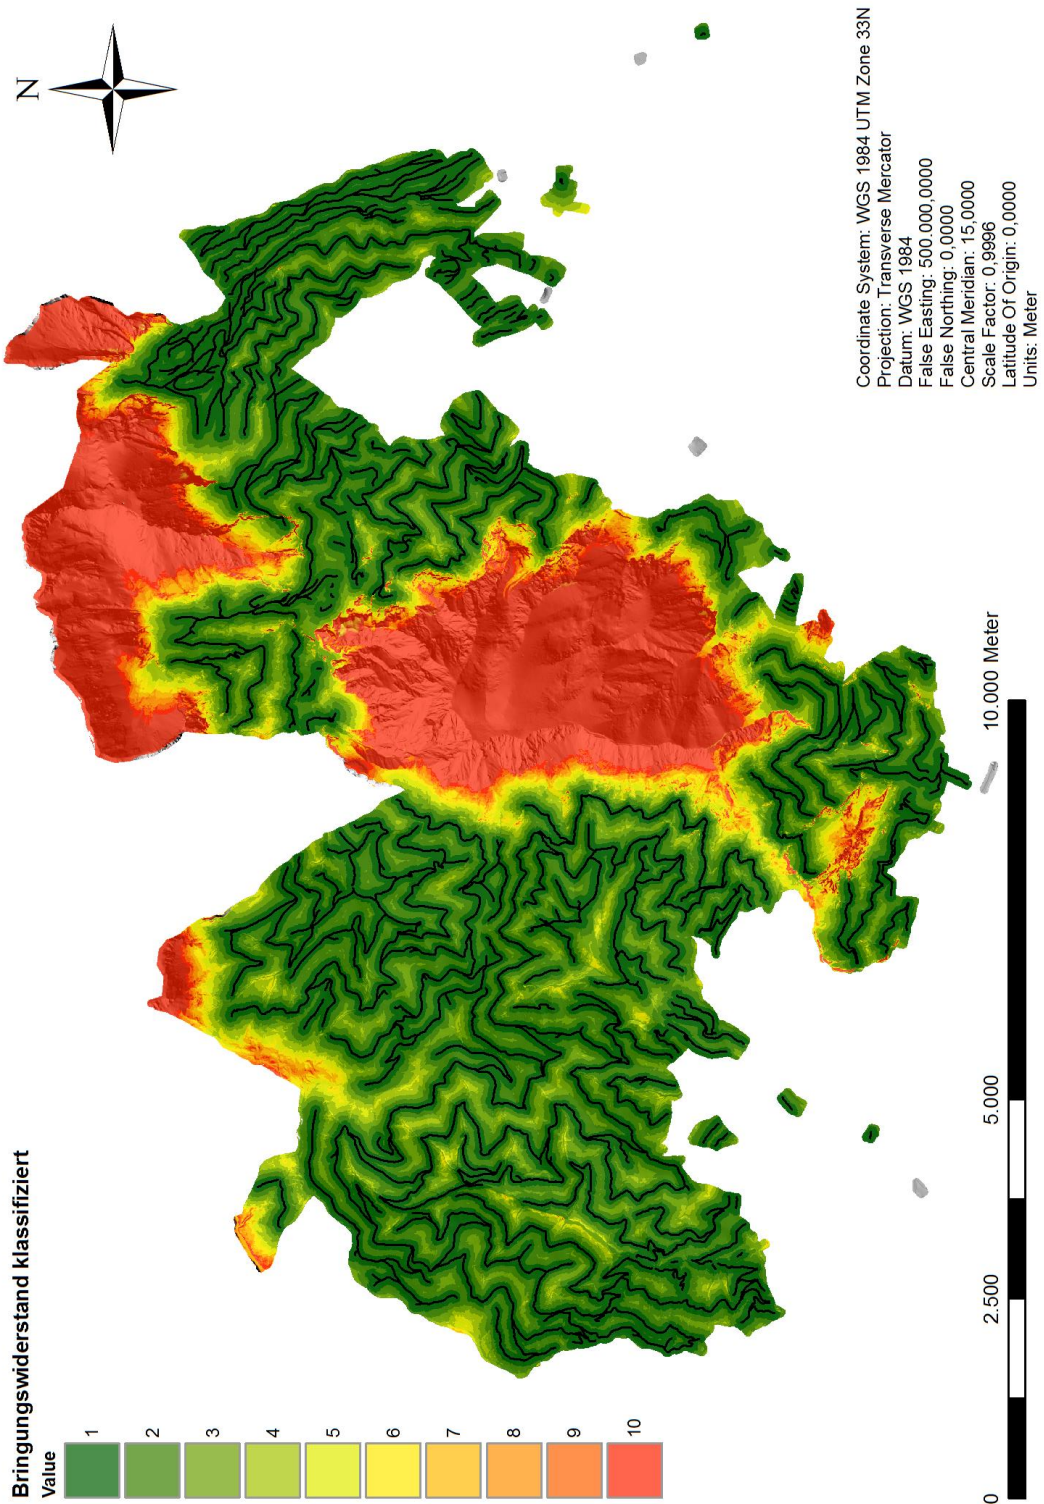 Bringungswiderstand klassifiziert
Value
1
2
3
4
5
6
7
8
9
10
N
Coordinate System: WGS 1984 UTM Zone 33N
Projection: Transverse Mercator
Datum: WGS 1984
False Easting: 500.000,0000
False Northing: 0,0000
Central Meridian: 15,0000
Scale Factor: 0,9996
Latitude Of Origin: 0,0000
Units: Meter
0 2.500 5.000 10.000 Meter